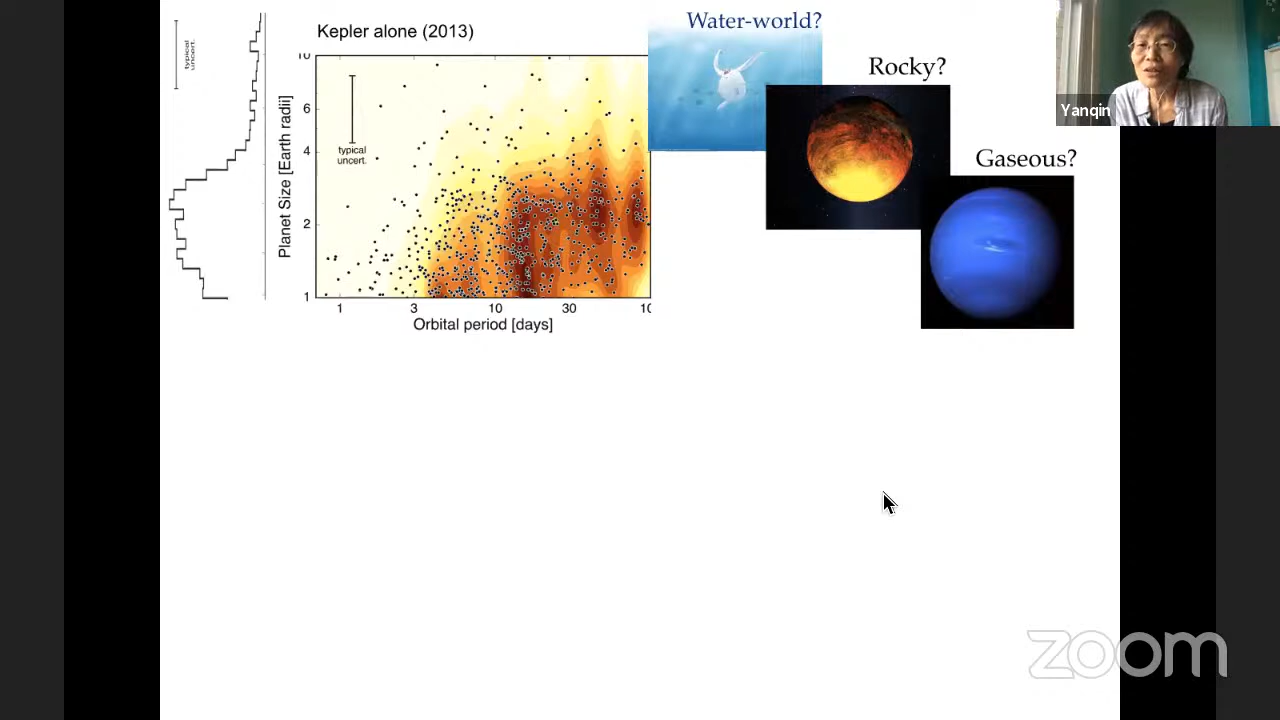 typical
uncert.
Kepler alone (2013)
10
6
4
2
1
Planet Size [Earth radii]
typical
uncert.
1
3
10
30
10
Orbital period [days]
Water-world?
Rocky?
Gaseous?
Yanqin
zoom